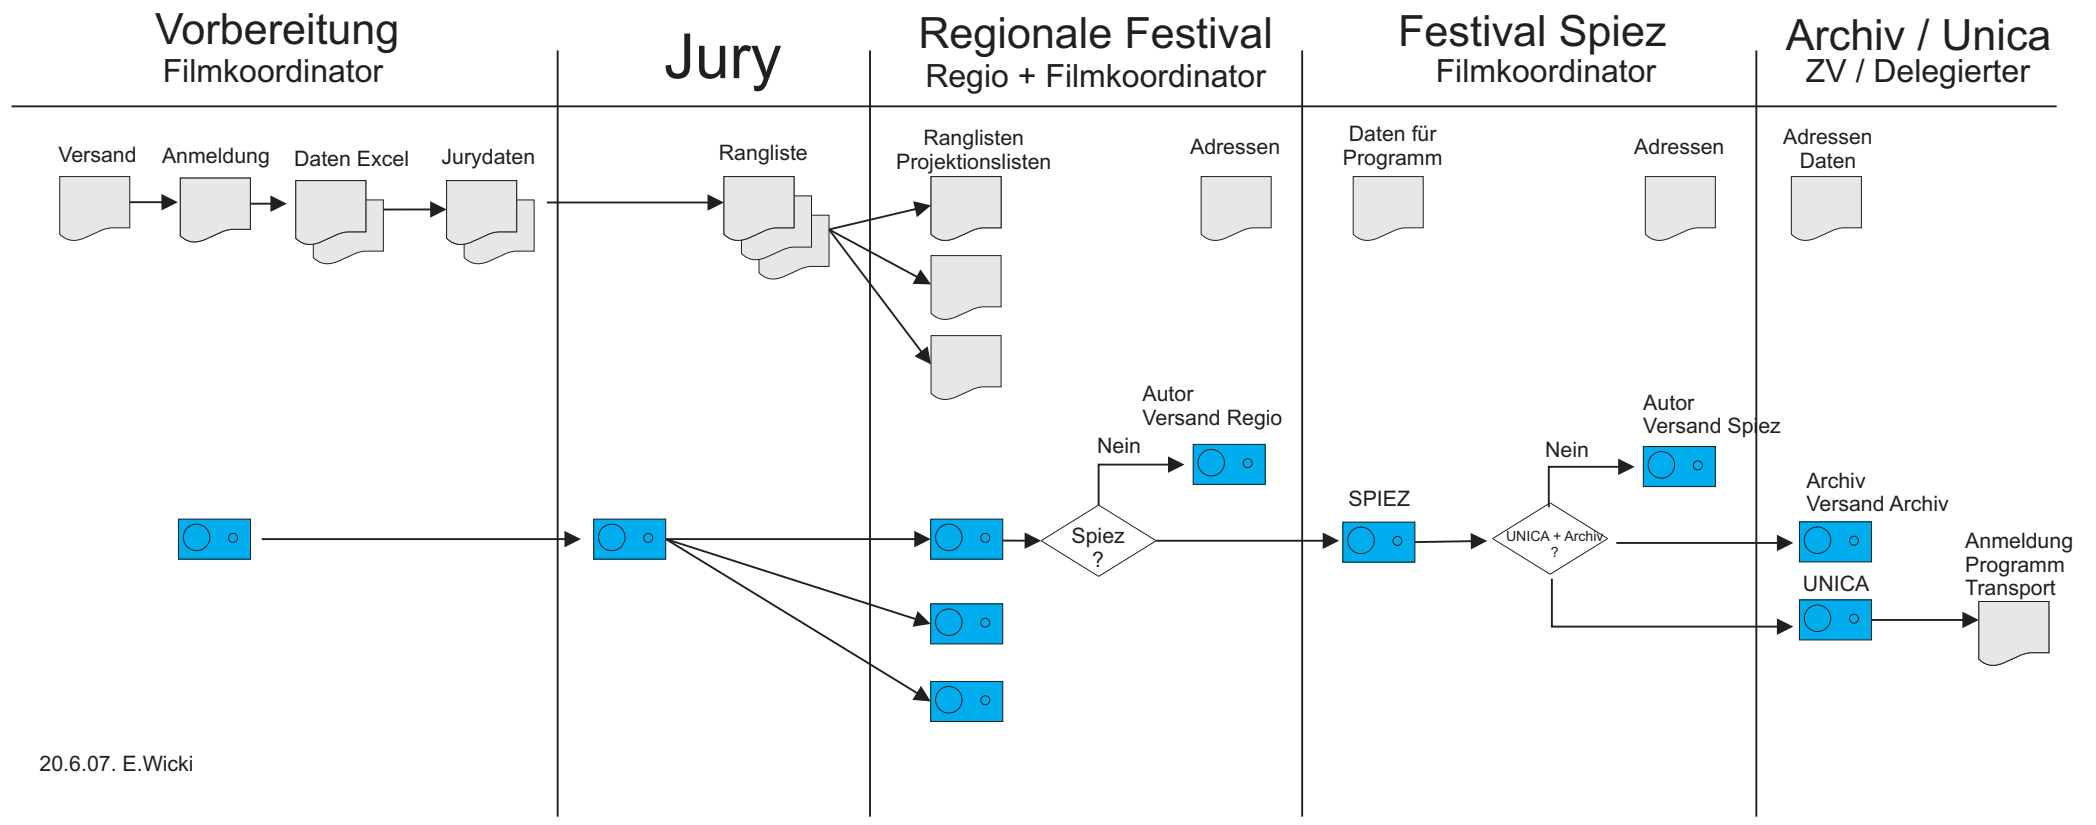 Vorbereitung
Filmkoordinator
Jury
Regionale Festival
Regio + Filmkoordinator
Festival Spiez
Filmkoordinator
Archiv / Unica
ZV / Delegierter
Versand
Anmeldung
Daten Excel
Jurydaten
Rangliste
Ranglisten
Projektionslisten
Adressen
Daten für
Programm
Adressen
Adressen
Daten
Autor
Versand Regio
Nein
Spiez
?
Autor
Versand Spiez
Nein
SPIEZ
UNICA + Archiv
?
Archiv
Versand Archiv
UNICA
Anmeldung
Programm
Transport
20.6.07. E.Wicki